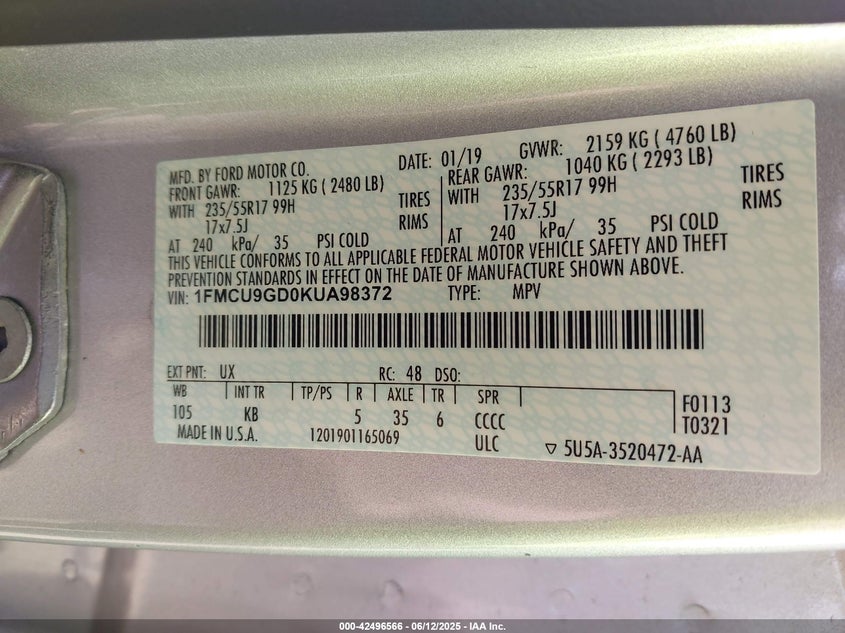 MFD. BY FORD MOTOR CO. DATE: 01/19 GVWR: 2159 KG ( 4760 LB)
FRONT GAWR: 1125 KG ( 2480 LB) REAR GAWR: 1040 KG ( 2293 LB)
WITH 235/55R17 99H TIRES WITH 235/55R17 99H TIRES
17x7.5J RIMS 17x7.5J RIMS
AT 240 kPa/ 35 PSI COLD AT 240 kPa/ 35 PSI COLD
THIS VEHICLE CONFORMS TO ALL APPLICABLE FEDERAL MOTOR VEHICLE SAFETY AND THEFT
PREVENTION STANDARDS IN EFFECT ON THE DATE OF MANUFACTURE SHOWN ABOVE.
VIN: 1FMCU9GD0KUA98372 TYPE: MPV
EXT PNT: UX RC: 48 DSO:
WB INT TR TP/PS R AXLE TR SPR
105 KB 5 35 6 CCCC F0113
MADE IN U.S.A. 1201901165069 ULC T0321
▽ 5U5A-3520472-AA
000-42496566 - 06/12/2025 - IAA Inc.